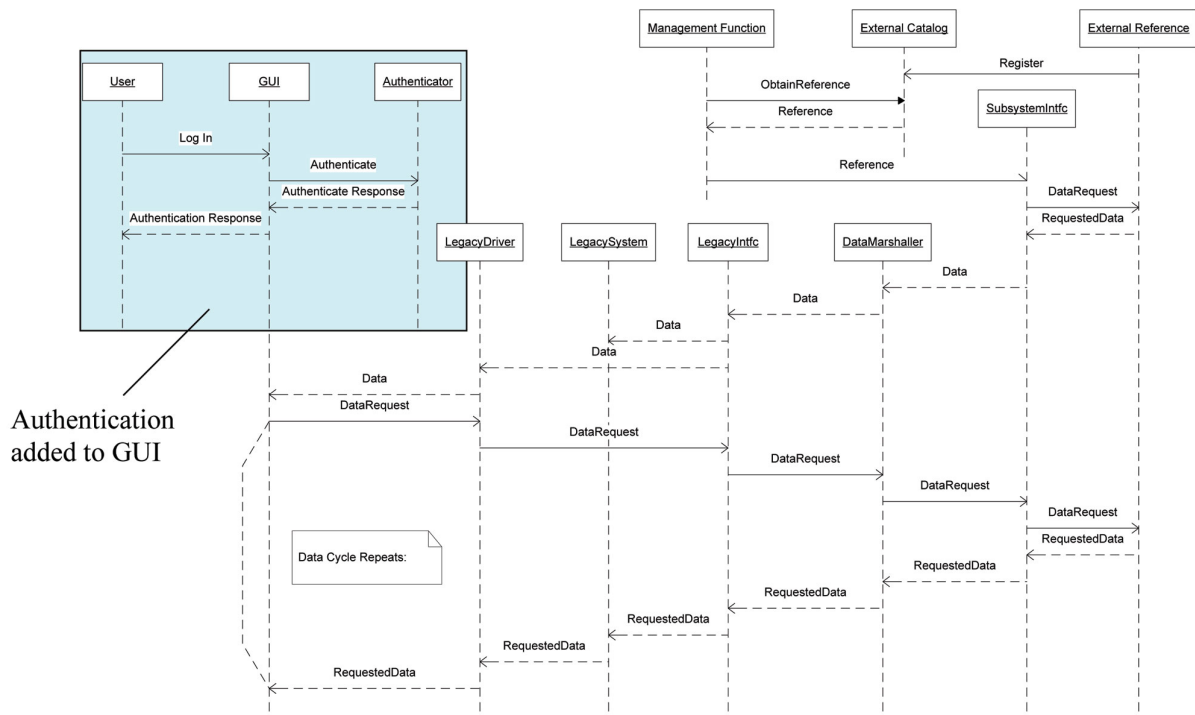 Management Function
External Catalog
External Reference
User
GUI
Authenticator
Register
ObtainReference
Reference
SubsystemIntfc
Log In
Authenticate
Reference
Authenticate Response
DataRequest
Authentication Response
RequestedData
LegacyDriver
LegacySystem
LegacyIntfc
DataMarshaller
Data
Data
Data
Data
Data
DataRequest
Authentication
added to GUI
DataRequest
DataRequest
DataRequest
DataRequest
RequestedData
Data Cycle Repeats:
RequestedData
RequestedData
RequestedData
RequestedData
RequestedData